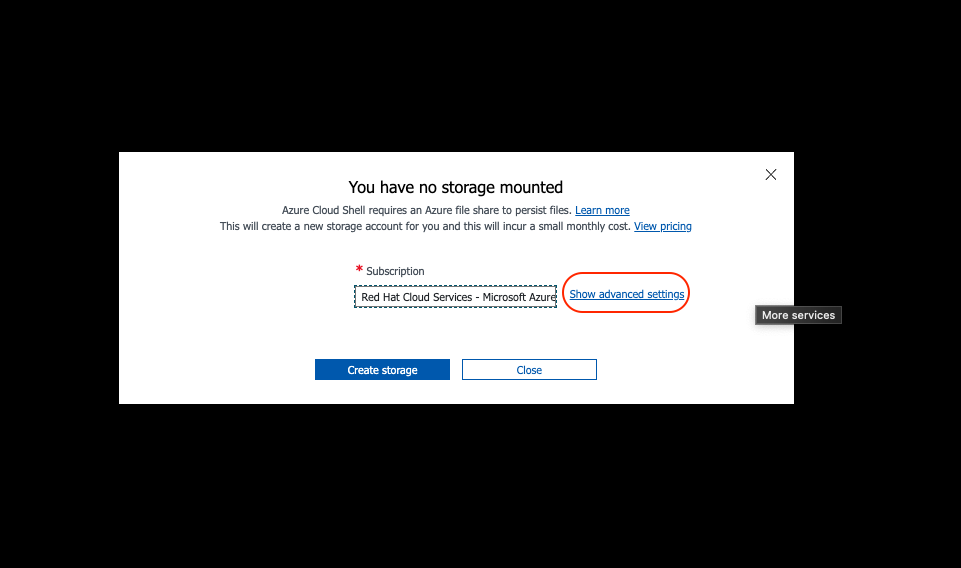 You have no storage mounted
Azure Cloud Shell requires an Azure file share to persist files. Learn more
This will create a new storage account for you and this will incur a small monthly cost. View pricing
* Subscription
Red Hat Cloud Services - Microsoft Azure
Show advanced settings
More services
Create storage
Close